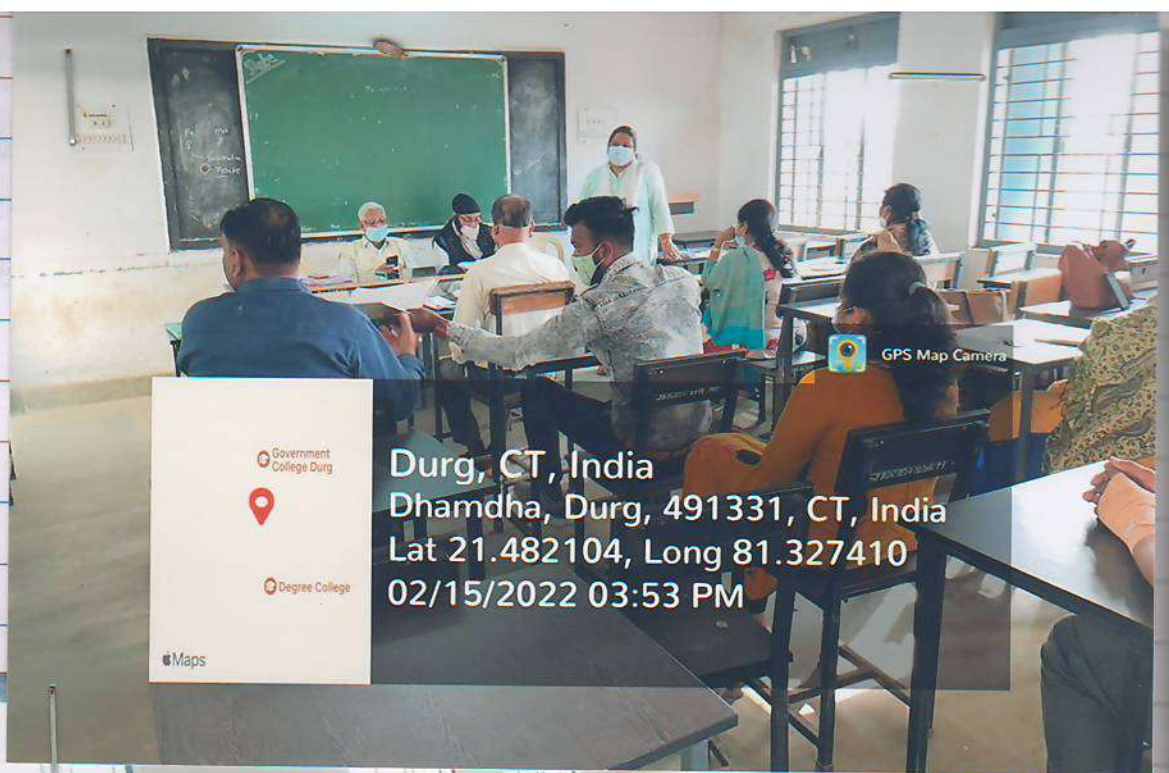 GPS Map Camera
Government
College Durg
Degree College
Maps
Durg, CT, India
Dhamdha, Durg, 491331, CT, India
Lat 21.482104, Long 81.327410
02/15/2022 03:53 PM